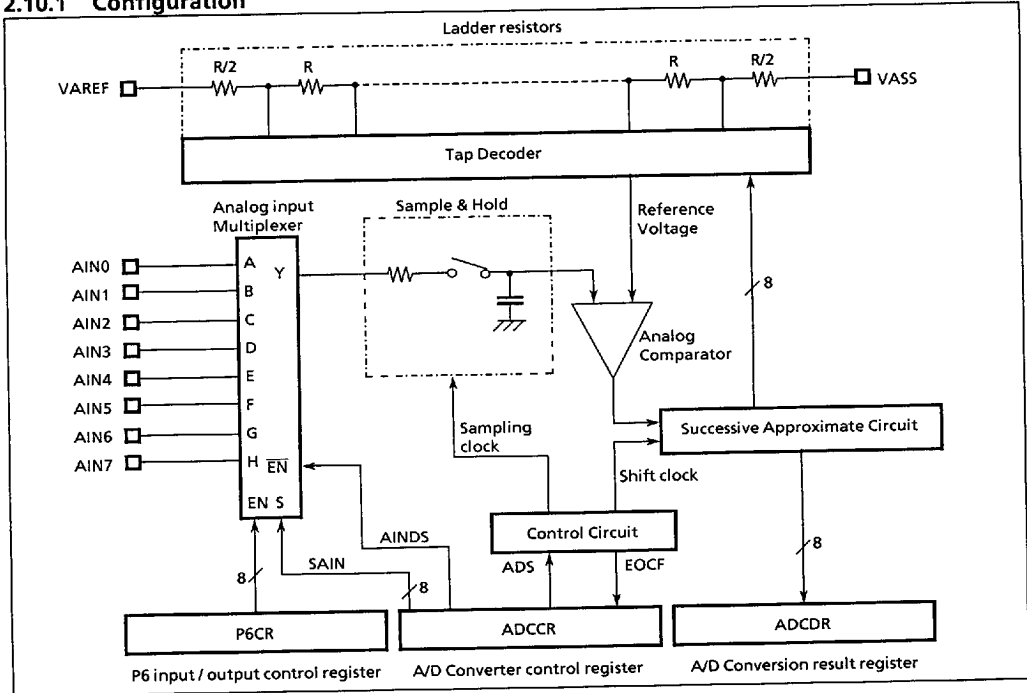 2.10.1 Configuration
Ladder resistors
R/2
R
R
R/2
VAREF
VASS
Tap Decoder
Analog input
Multiplexer
Sample & Hold
Reference
Voltage
AIN0
AIN1
AIN2
AIN3
AIN4
AIN5
AIN6
AIN7
A
B
C
D
E
F
G
H
Y
EN
EN S
8
Analog
Comparator
Successive Approximate Circuit
Sampling
clock
Shift clock
Control Circuit
AINDS
SAIN
ADS
EOCF
8
8
8
P6CR
ADCCR
ADCDR
P6 input / output control register
A/D Converter control register
A/D Conversion result register